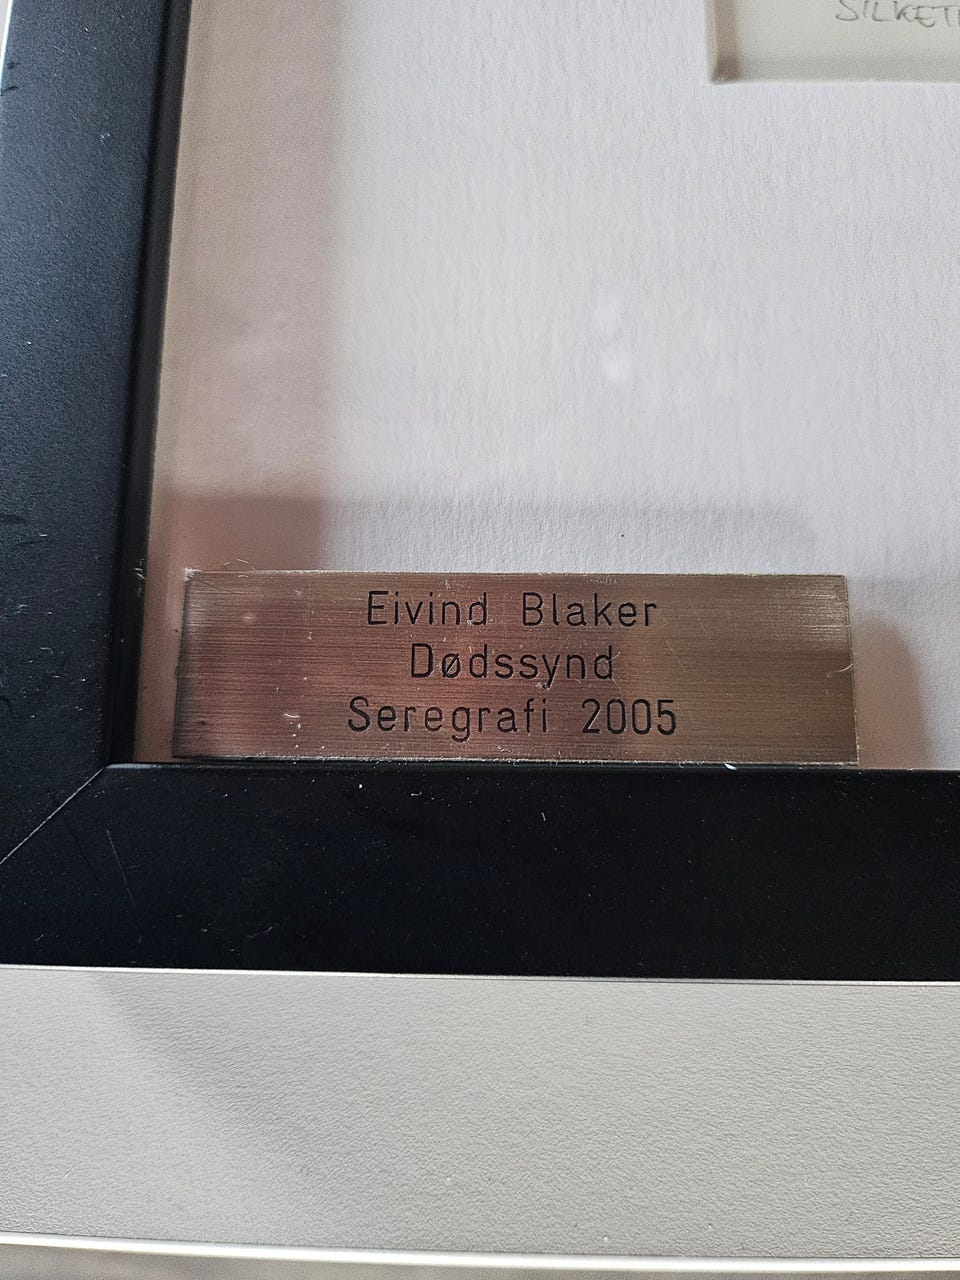 Eivind Blaker
Dødssynd
Seregrafi 2005